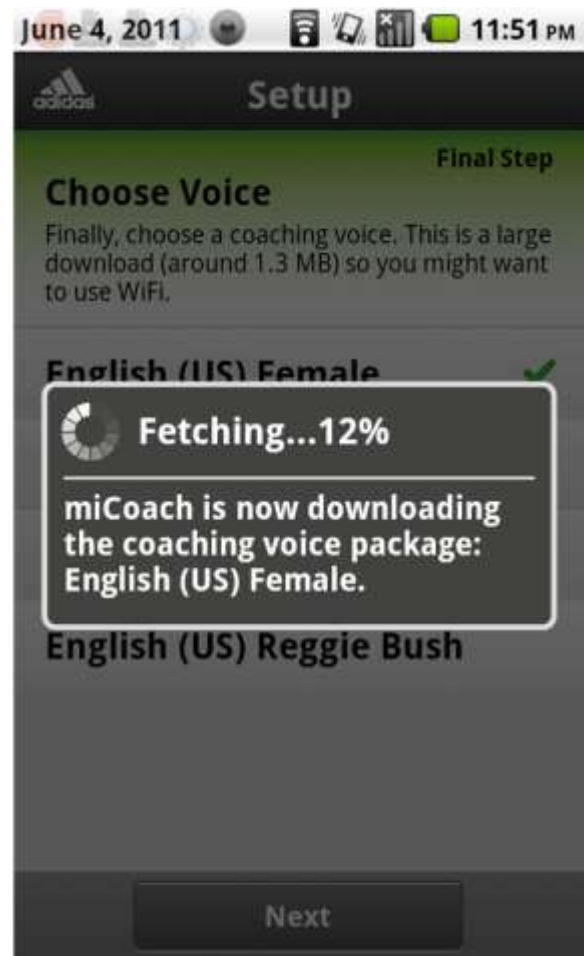 June 4, 2011 11:51 PM
adidas Setup
Final Step
Choose Voice
Finally, choose a coaching voice. This is a large
download (around 1.3 MB) so you might want
to use WiFi.
English (US) Female
Fetching...12%
miCoach is now downloading
the coaching voice package:
English (US) Female.
English (US) Reggie Bush
Next